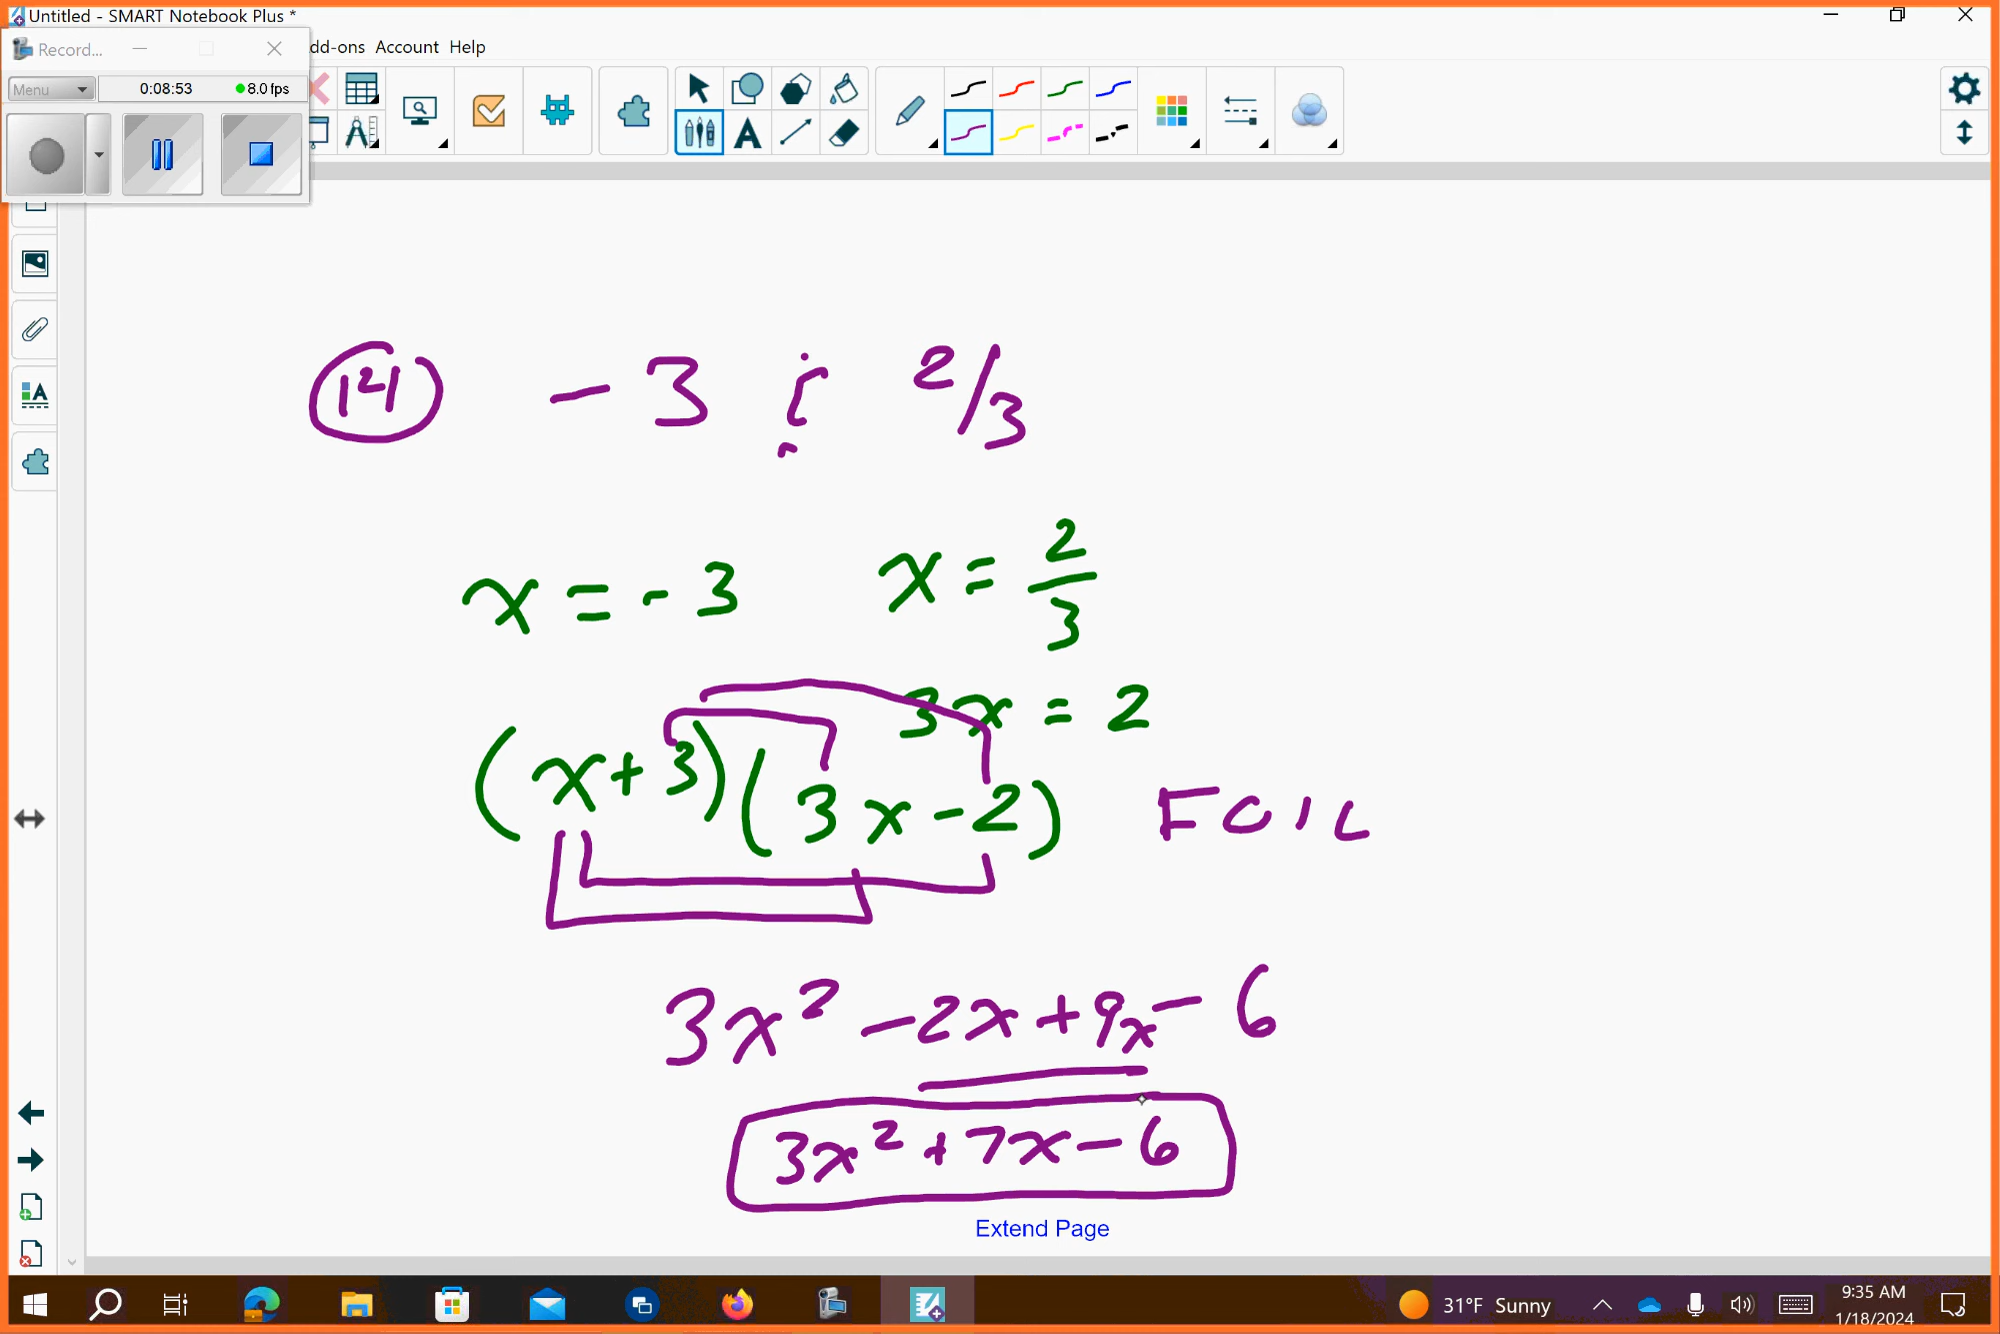 Untitled - SMART Notebook Plus *
Record...
dd-ons Account Help
Menu 0:08:53 8.0 fps
14 -3 ; 2/3
x = -3 x = 2/3
3x = 2
(x+3)(3x-2) FOIL
3x² -2x +9x - 6
3x² +7x - 6
Extend Page
31°F Sunny
9:35 AM
1/18/2024